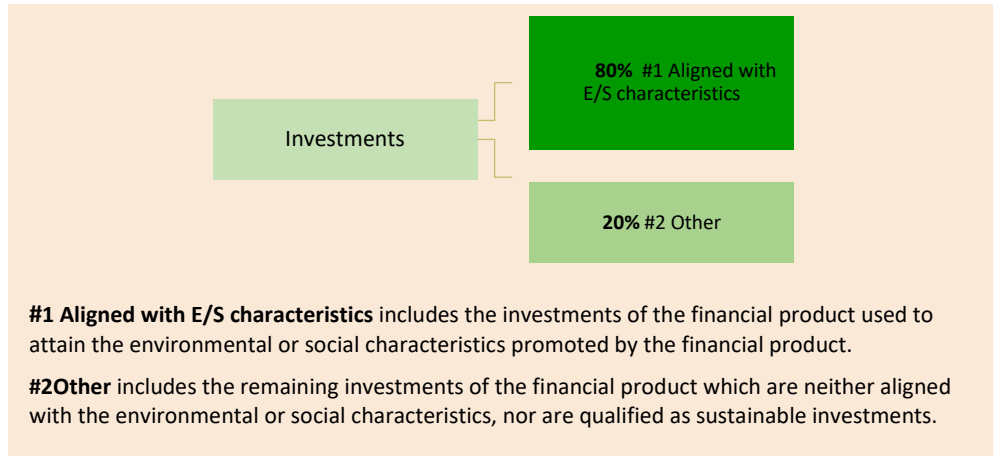 80% #1 Aligned with
E/S characteristics
Investments
20% #2 Other
#1 Aligned with E/S characteristics includes the investments of the financial product used to
attain the environmental or social characteristics promoted by the financial product.
#2Other includes the remaining investments of the financial product which are neither aligned
with the environmental or social characteristics, nor are qualified as sustainable investments.